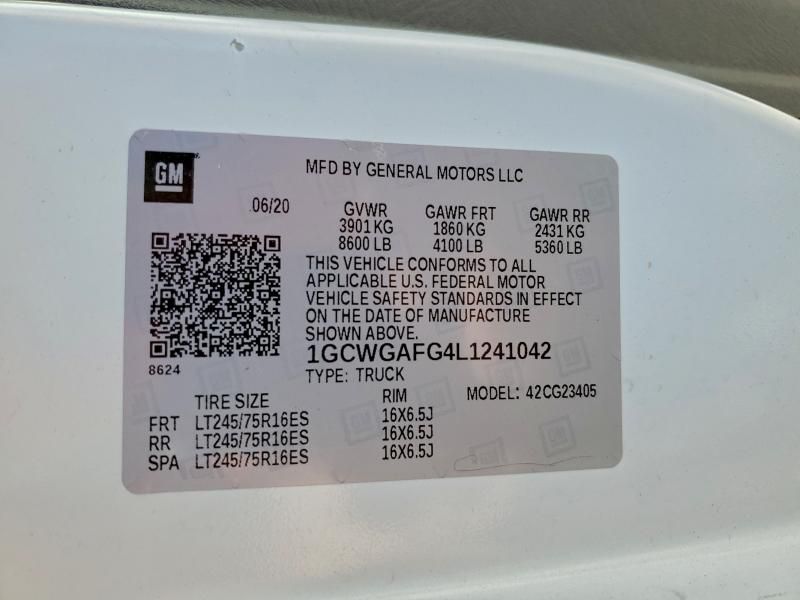 GM
MFD BY GENERAL MOTORS LLC
06/20 GVWR GAWR FRT GAWR RR
3901 KG 1860 KG 2431 KG
8600 LB 4100 LB 5360 LB
THIS VEHICLE CONFORMS TO ALL
APPLICABLE U.S. FEDERAL MOTOR
VEHICLE SAFETY STANDARDS IN EFFECT
ON THE DATE OF MANUFACTURE
SHOWN ABOVE.
1GCWGAFG4L1241042
8624
TYPE: TRUCK MODEL: 42CG23405
TIRE SIZE RIM
FRT LT245/75R16ES 16X6.5J
RR LT245/75R16ES 16X6.5J
SPA LT245/75R16ES 16X6.5J